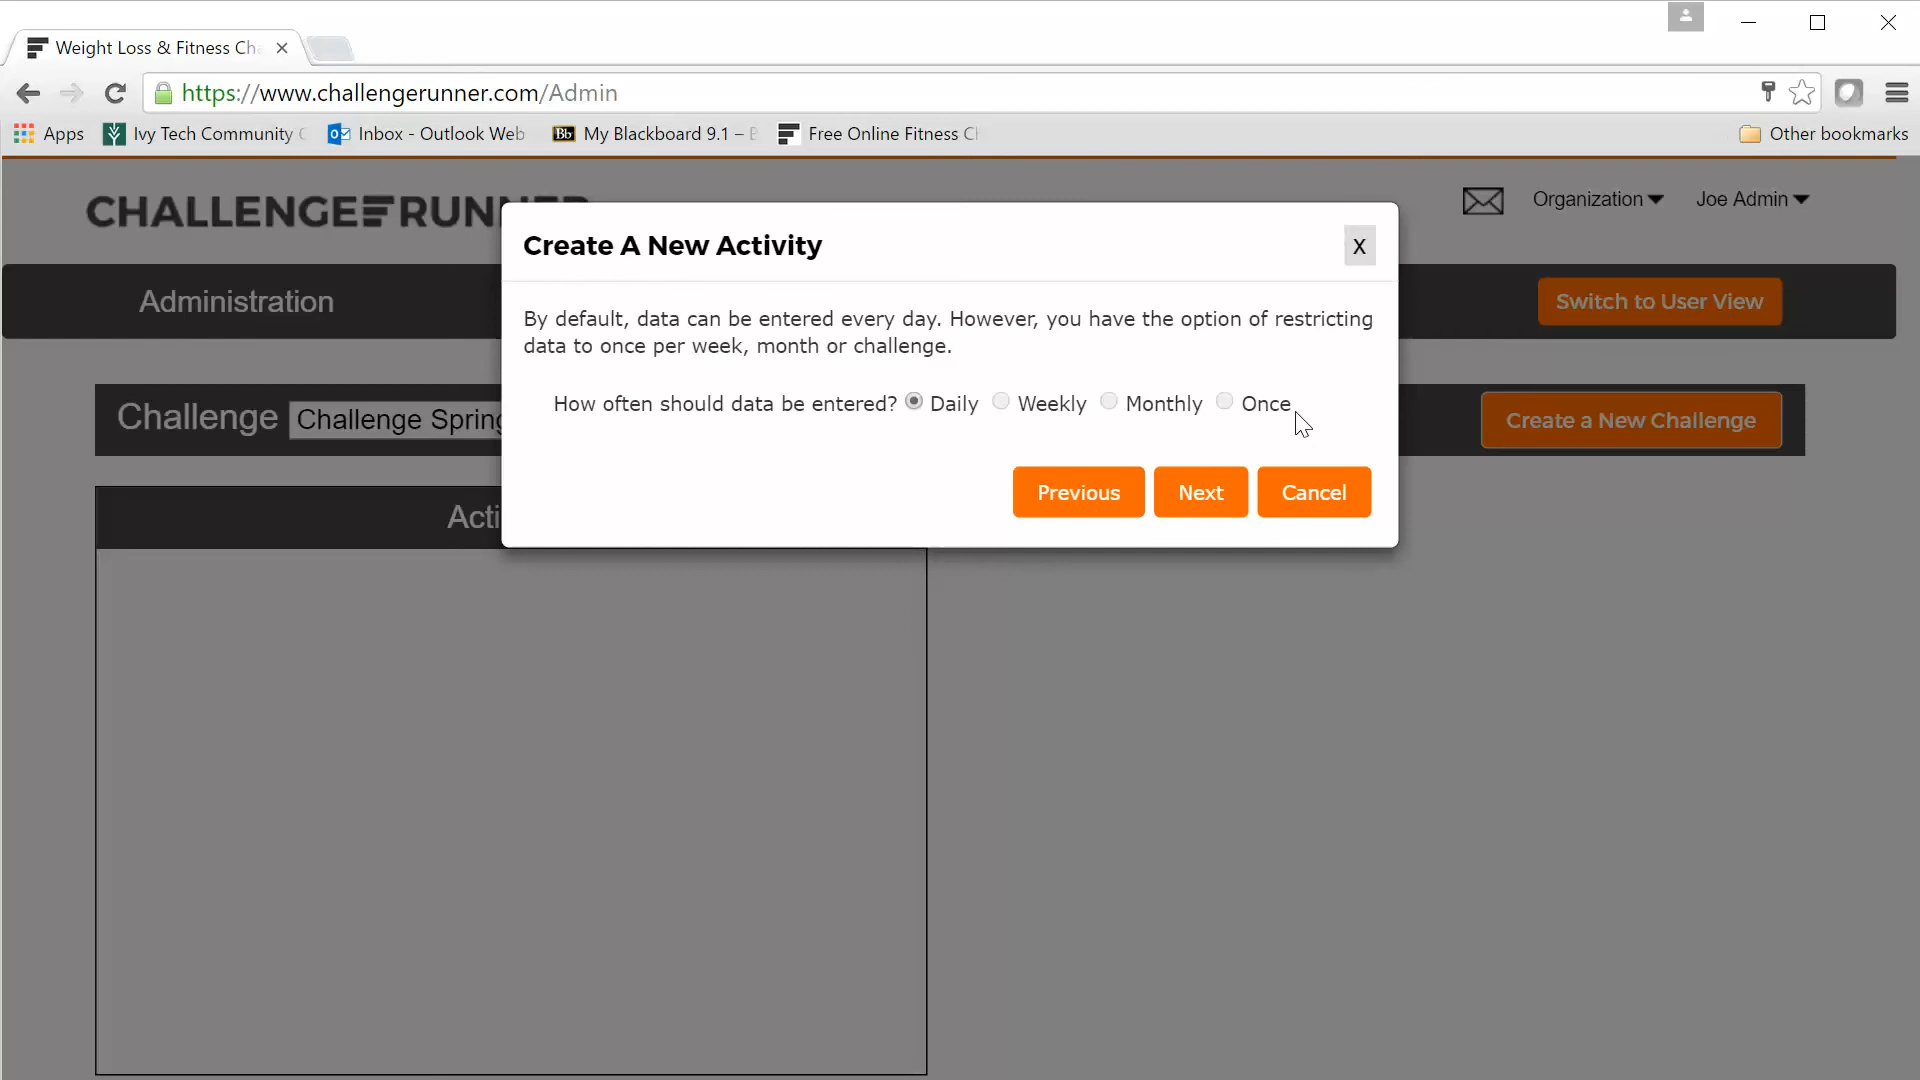 Weight Loss & Fitness Cha
https://www.challengerunner.com/Admin
Apps Ivy Tech Community Inbox - Outlook Web Bb My Blackboard 9.1 – Free Online Fitness Other bookmarks
CHALLENGE RUNNER
Organization Joe Admin
Create A New Activity X
Administration Switch to User View
By default, data can be entered every day. However, you have the option of restricting
data to once per week, month or challenge.
How often should data be entered? Daily Weekly Monthly Once
Challenge Challenge Spring Create a New Challenge
Previous Next Cancel
Acti